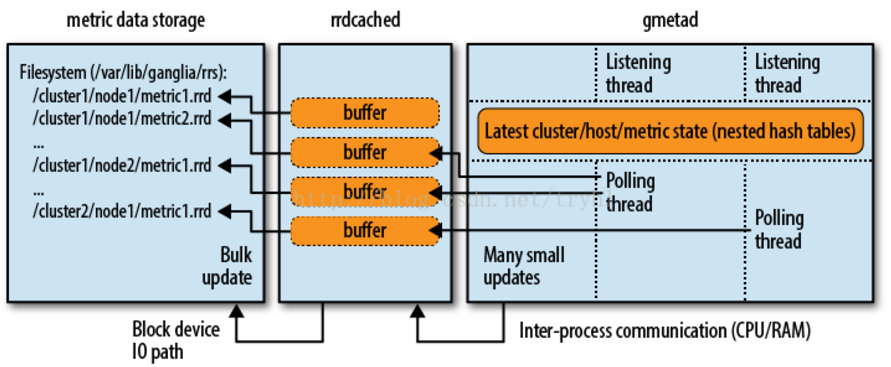 metric data storage
rrdcached
gmetad
Filesystem (/var/lib/ganglia/rrs):
/cluster1/node1/metric1.rrd
/cluster1/node1/metric2.rrd
...
/cluster1/node2/metric1.rrd
...
/cluster2/node1/metric1.rrd
Bulk
update
buffer
buffer
buffer
buffer
Listening
thread
Listening
thread
Latest cluster/host/metric state (nested hash tables)
Polling
thread
Polling
thread
Many small
updates
Block device
IO path
Inter-process communication (CPU/RAM)